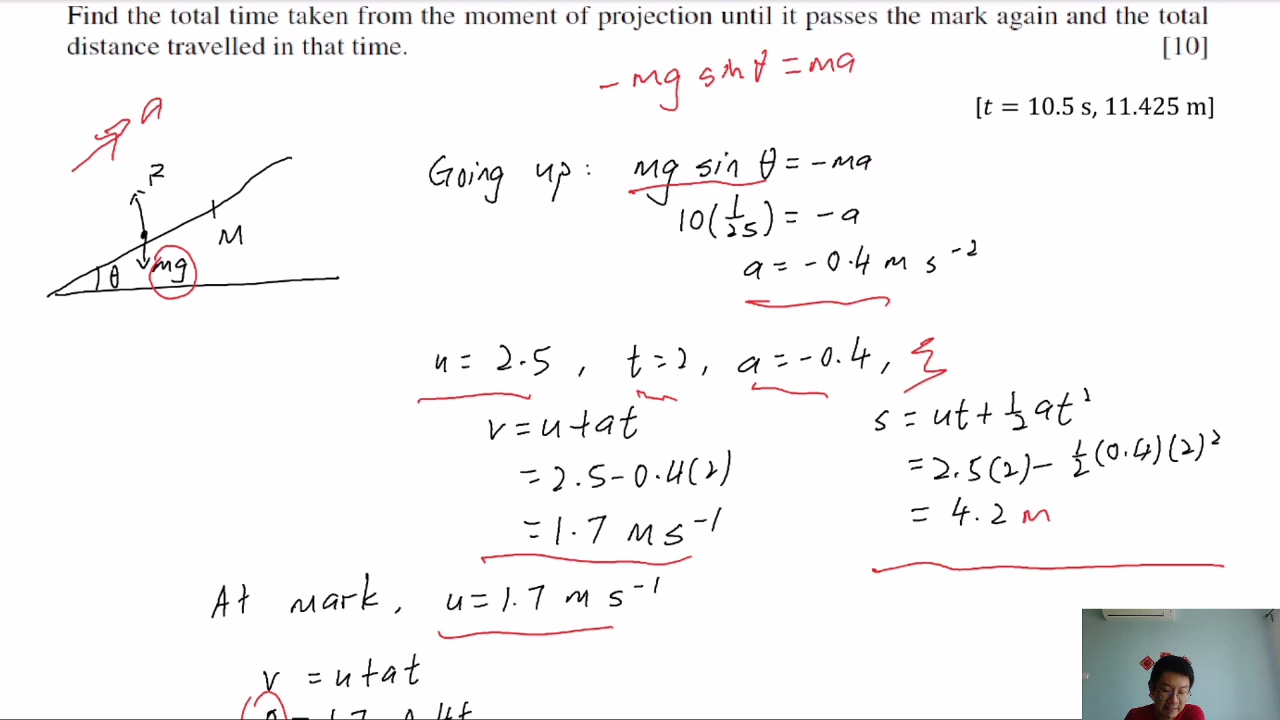 Find the total time taken from the moment of projection until it passes the mark again and the total
distance travelled in that time. [10]
- mg sin θ = ma
[t = 10.5 s, 11.425 m]
a
R
M
θ
mg
Going up: mg sin θ = -ma
10(1/25) = -a
a = -0.4 m s⁻²
u = 2.5, t = 2, a = -0.4,
v = u + at
= 2.5 - 0.4(2)
= 1.7 m s⁻¹
s = ut + ½at²
= 2.5(2) - ½(0.4)(2)²
= 4.2 m
At mark, u = 1.7 m s⁻¹
v = u + at